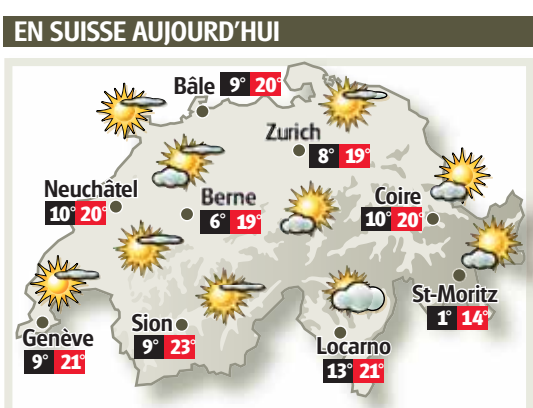 EN SUISSE AUJOURD'HUI
Bâle 9° 20°
Zurich
8° 19°
Neuchâtel
10° 20°
Berne
6° 19°
Coire
10° 20°
St-Moritz
1° 14°
Genève
9° 21°
Sion
9° 23°
Locarno
13° 21°